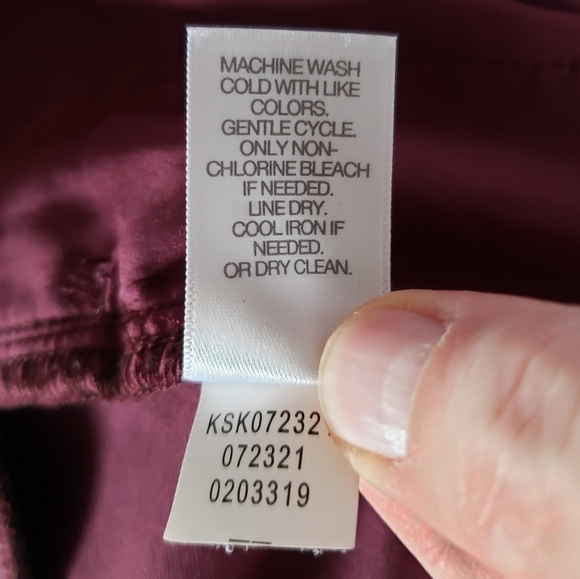 MACHINE WASH
COLD WITH LIKE
COLORS.
GENTLE CYCLE.
ONLY NON-
CHLORINE BLEACH
IF NEEDED.
LINE DRY.
COOL IRON IF
NEEDED.
OR DRY CLEAN.
KSK07232
072321
0203319